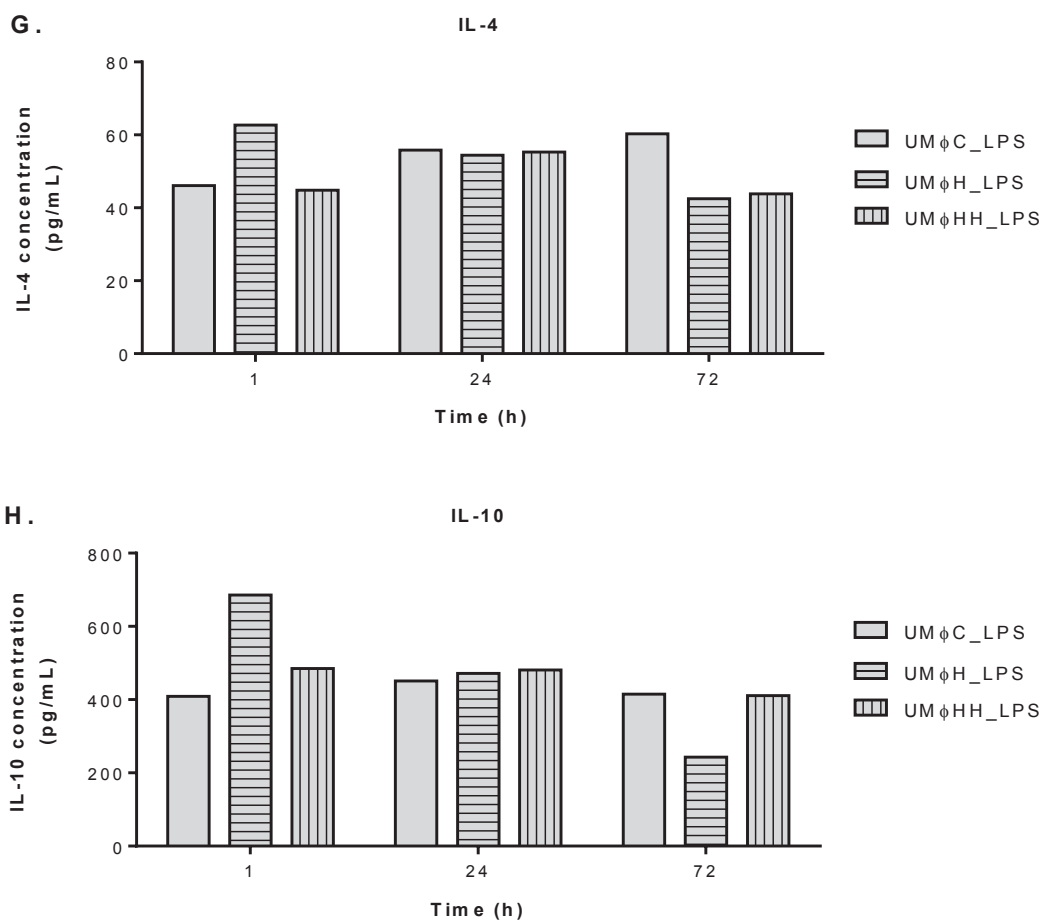 G.
IL-4
IL-4 concentration
(pg/mL)
80
60
40
20
0
1 24 72
Time (h)
UMϕC_LPS
UMϕH_LPS
UMϕHH_LPS
H.
IL-10
IL-10 concentration
(pg/mL)
800
600
400
200
0
1 24 72
Time (h)
UMϕC_LPS
UMϕH_LPS
UMϕHH_LPS